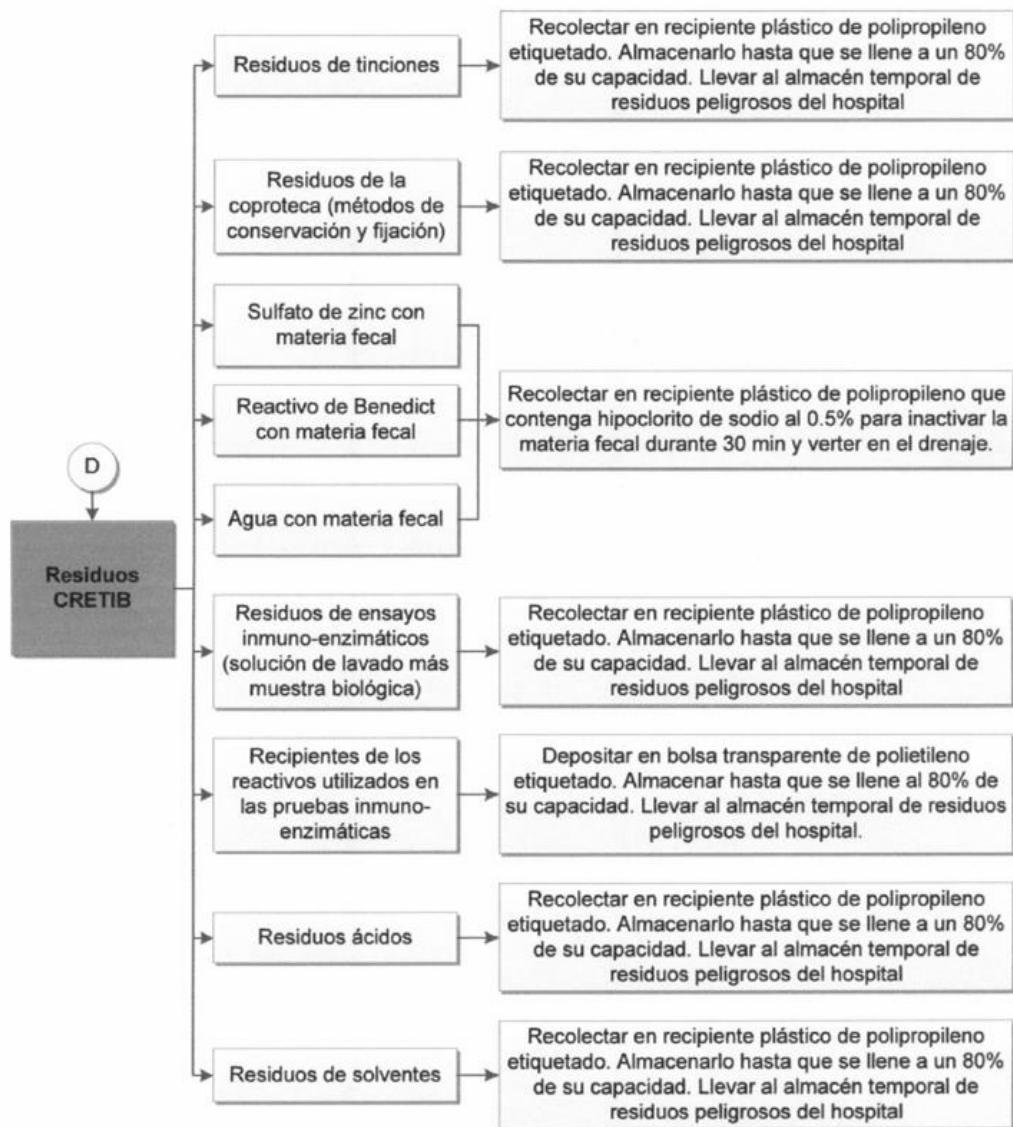 Residuos de tinciones
Recolectar en recipiente plástico de polipropileno
etiquetado. Almacenarlo hasta que se llene a un 80%
de su capacidad. Llevar al almacén temporal de
residuos peligrosos del hospital
Residuos de la
coproteca (métodos de
conservación y fijación)
Recolectar en recipiente plástico de polipropileno
etiquetado. Almacenarlo hasta que se llene a un 80%
de su capacidad. Llevar al almacén temporal de
residuos peligrosos del hospital
Sulfato de zinc con
materia fecal
Reactivo de Benedict
con materia fecal
Agua con materia fecal
Recolectar en recipiente plástico de polipropileno que
contenga hipoclorito de sodio al 0.5% para inactivar la
materia fecal durante 30 min y verter en el drenaje.
D
Residuos
CRETIB
Residuos de ensayos
inmuno-enzimáticos
(solución de lavado más
muestra biológica)
Recolectar en recipiente plástico de polipropileno
etiquetado. Almacenarlo hasta que se llene a un 80%
de su capacidad. Llevar al almacén temporal de
residuos peligrosos del hospital
Recipientes de los
reactivos utilizados en
las pruebas inmuno-
enzimáticas
Depositar en bolsa transparente de polietileno
etiquetado. Almacenar hasta que se llene al 80% de
su capacidad. Llevar al almacén temporal de residuos
peligrosos del hospital.
Residuos ácidos
Recolectar en recipiente plástico de polipropileno
etiquetado. Almacenarlo hasta que se llene a un 80%
de su capacidad. Llevar al almacén temporal de
residuos peligrosos del hospital
Residuos de solventes
Recolectar en recipiente plástico de polipropileno
etiquetado. Almacenarlo hasta que se llene a un 80%
de su capacidad. Llevar al almacén temporal de
residuos peligrosos del hospital